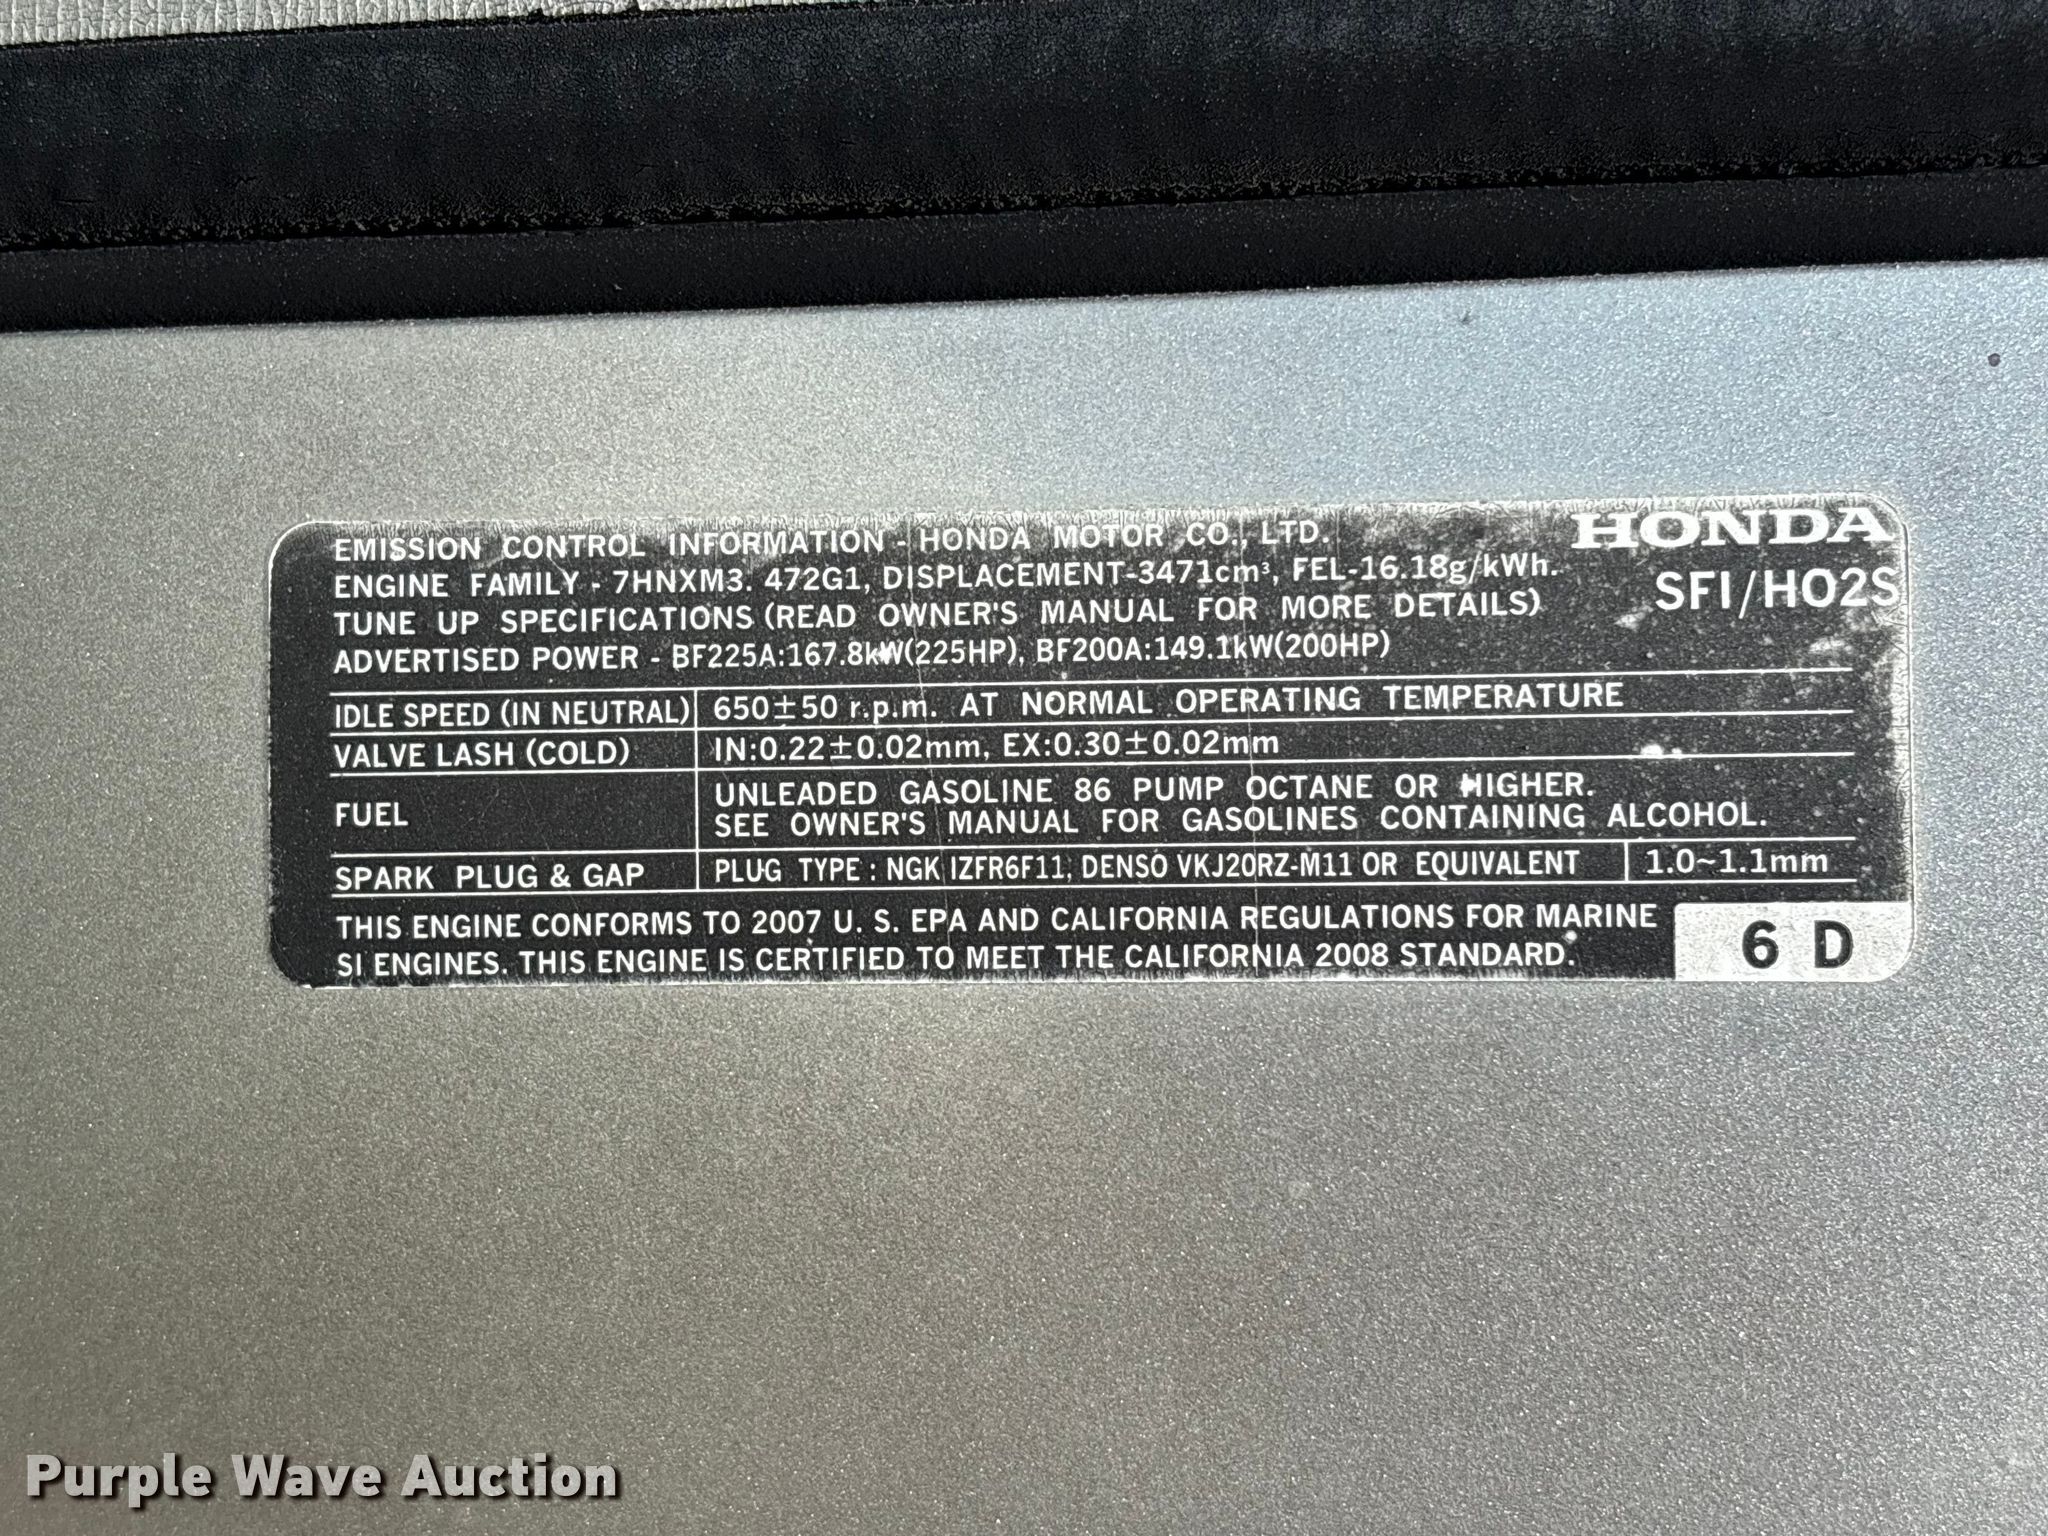 EMISSION CONTROL INFORMATION - HONDA MOTOR CO., LTD.
HONDA
ENGINE FAMILY - 7HNXM3. 472G1, DISPLACEMENT-3471cm³, FEL-16.18g/kWh.
SFI/HO2S
TUNE UP SPECIFICATIONS (READ OWNER'S MANUAL FOR MORE DETAILS)
ADVERTISED POWER - BF225A:167.8kW(225HP), BF200A:149.1kW(200HP)
IDLE SPEED (IN NEUTRAL) 650±50 r.p.m. AT NORMAL OPERATING TEMPERATURE
VALVE LASH (COLD) IN:0.22±0.02mm, EX:0.30±0.02mm
FUEL
UNLEADED GASOLINE 86 PUMP OCTANE OR HIGHER.
SEE OWNER'S MANUAL FOR GASOLINES CONTAINING ALCOHOL.
SPARK PLUG & GAP PLUG TYPE : NGK IZFR6F11, DENSO VKJ20RZ-M11 OR EQUIVALENT 1.0~1.1mm
THIS ENGINE CONFORMS TO 2007 U. S. EPA AND CALIFORNIA REGULATIONS FOR MARINE
SI ENGINES. THIS ENGINE IS CERTIFIED TO MEET THE CALIFORNIA 2008 STANDARD.
6 D
Purple Wave Auction